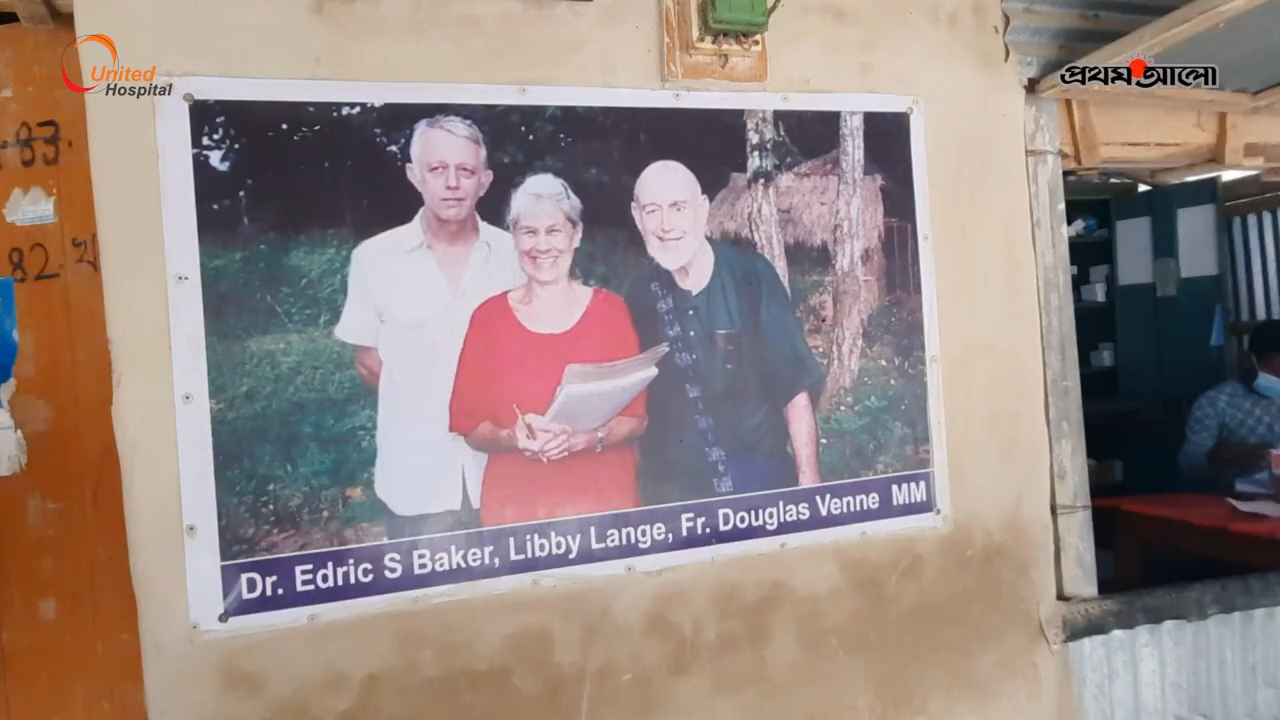 United
Hospital
প্রথম আলো
83.
82. খ
Dr. Edric S Baker, Libby Lange, Fr. Douglas Venne MM